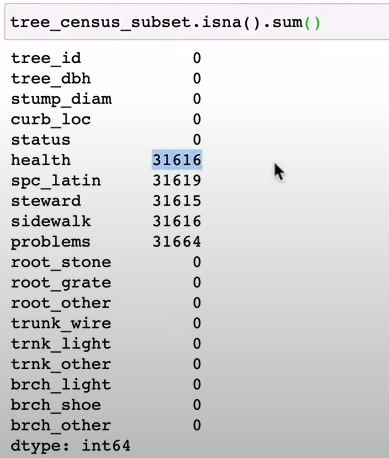 tree_census_subset.isna().sum()
tree_id 0
tree_dbh 0
stump_diam 0
curb_loc 0
status 0
health 31616
spc_latin 31619
steward 31615
sidewalk 31616
problems 31664
root_stone 0
root_grate 0
root_other 0
trunk_wire 0
trnk_light 0
trnk_other 0
brch_light 0
brch_shoe 0
brch_other 0
dtype: int64